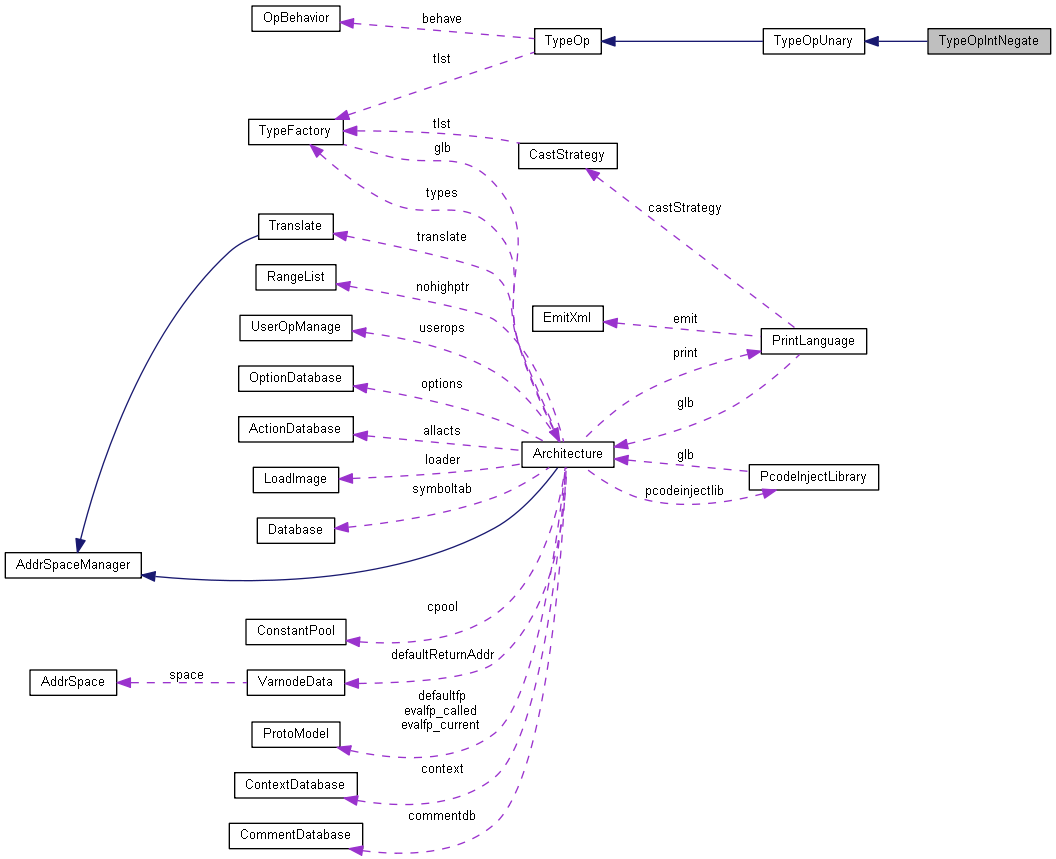 OpBehavior
behave
TypeOp
TypeOpUnary
TypeOpIntNegate
tlst
TypeFactory
tlst
glb
CastStrategy
types
castStrategy
Translate
translate
RangeList
nohighptr
UserOpManage
userops
EmitXml
emit
PrintLanguage
print
OptionDatabase
options
glb
ActionDatabase
allacts
Architecture
glb
LoadImage
loader
PcodeInjectLibrary
symboltab
pcodeinjectlib
Database
AddrSpaceManager
cpool
ConstantPool
defaultReturnAddr
AddrSpace
space
VarnodeData
defaultfp
evalfp_called
evalfp_current
ProtoModel
context
ContextDatabase
commentdb
CommentDatabase